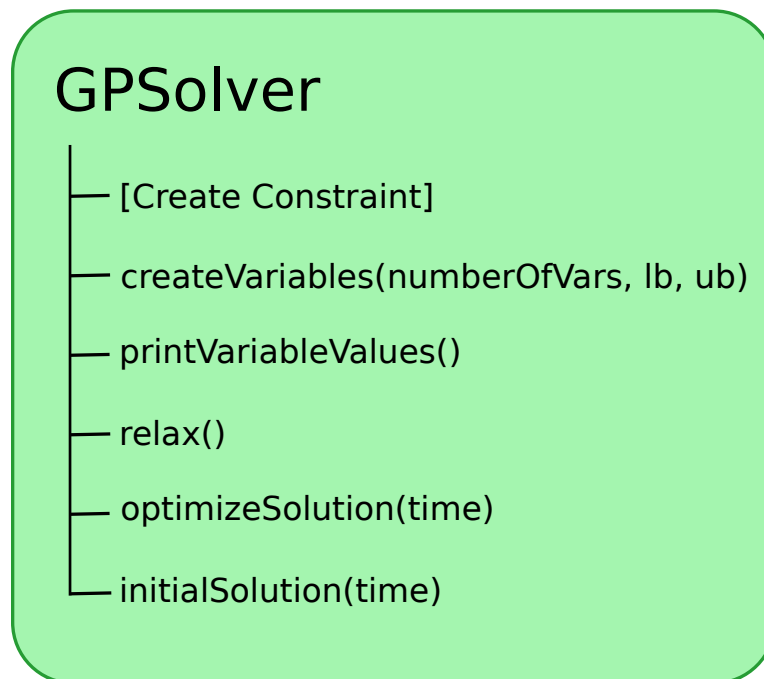 GPSolver
[Create Constraint]
createVariables(numberOfVars, lb, ub)
printVariableValues()
relax()
optimizeSolution(time)
initialSolution(time)